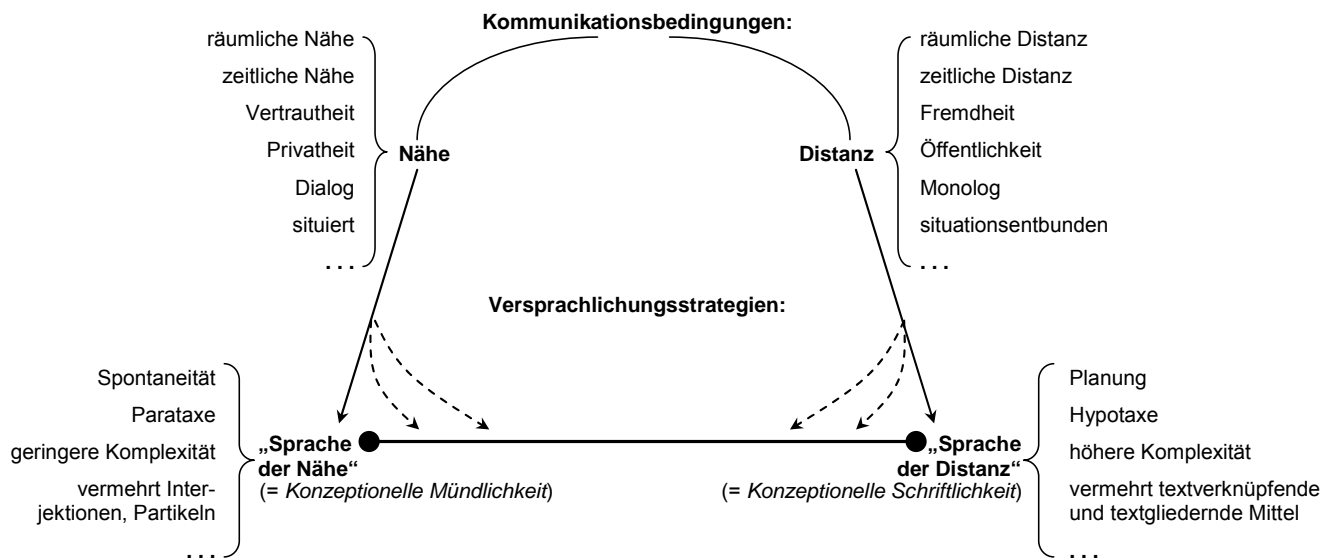 Kommunikationsbedingungen:
räumliche Nähe
zeitliche Nähe
Vertrautheit
Privatheit
Dialog
situiert
. . .
Nähe
Distanz
räumliche Distanz
zeitliche Distanz
Fremdheit
Öffentlichkeit
Monolog
situationsentbunden
. . .
Versprachlichungsstrategien:
Spontaneität
Parataxe
geringere Komplexität
vermehrt Inter-
jektionen, Partikeln
. . .
„Sprache
der Nähe“
(= Konzeptionelle Mündlichkeit)
„Sprache
der Distanz“
(= Konzeptionelle Schriftlichkeit)
Planung
Hypotaxe
höhere Komplexität
vermehrt textverknüpfende
und textgliedernde Mittel
. . .